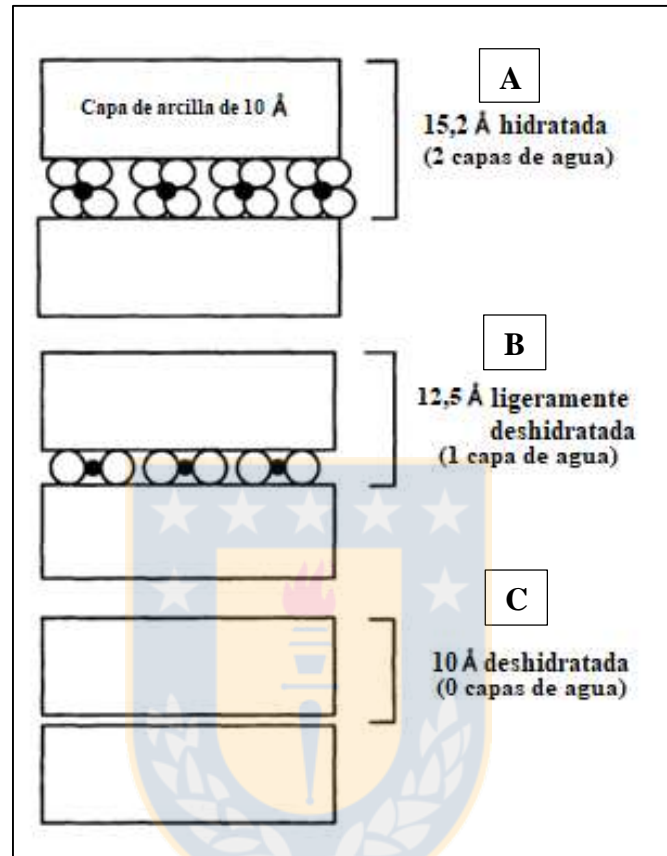 Capa de arcilla de 10 Å
A
15,2 Å hidratada
(2 capas de agua)
B
12,5 Å ligeramente
deshidratada
(1 capa de agua)
C
10 Å deshidratada
(0 capas de agua)